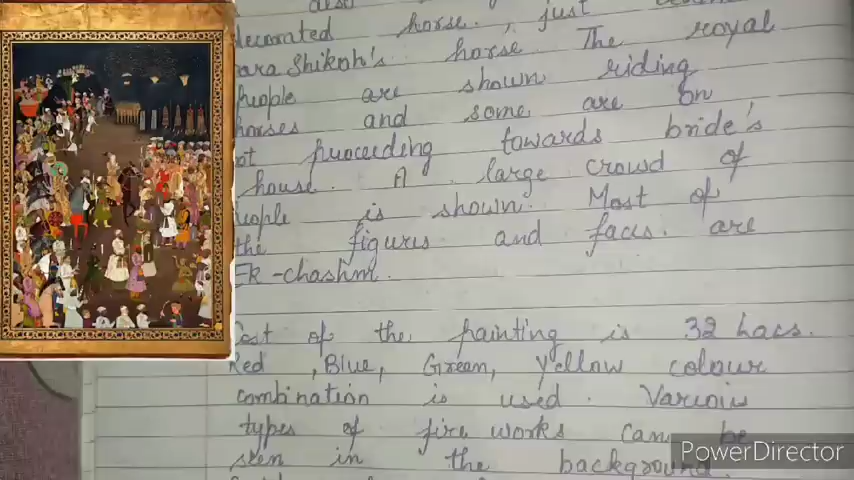 also
decorated horse. , just
ara Shikoh's horse The royal
People are shown riding
horses and some are on
ot proceeding towards bride's
house. A large crowd of
eople is shown. Most of
the figures and faces. are
Ek-chashm.
Cost of the painting is 32 Lacs.
Red , Blue, Green, yellow colour
combination is used. Various
types of fire works can be
seen in the background.
PowerDirector